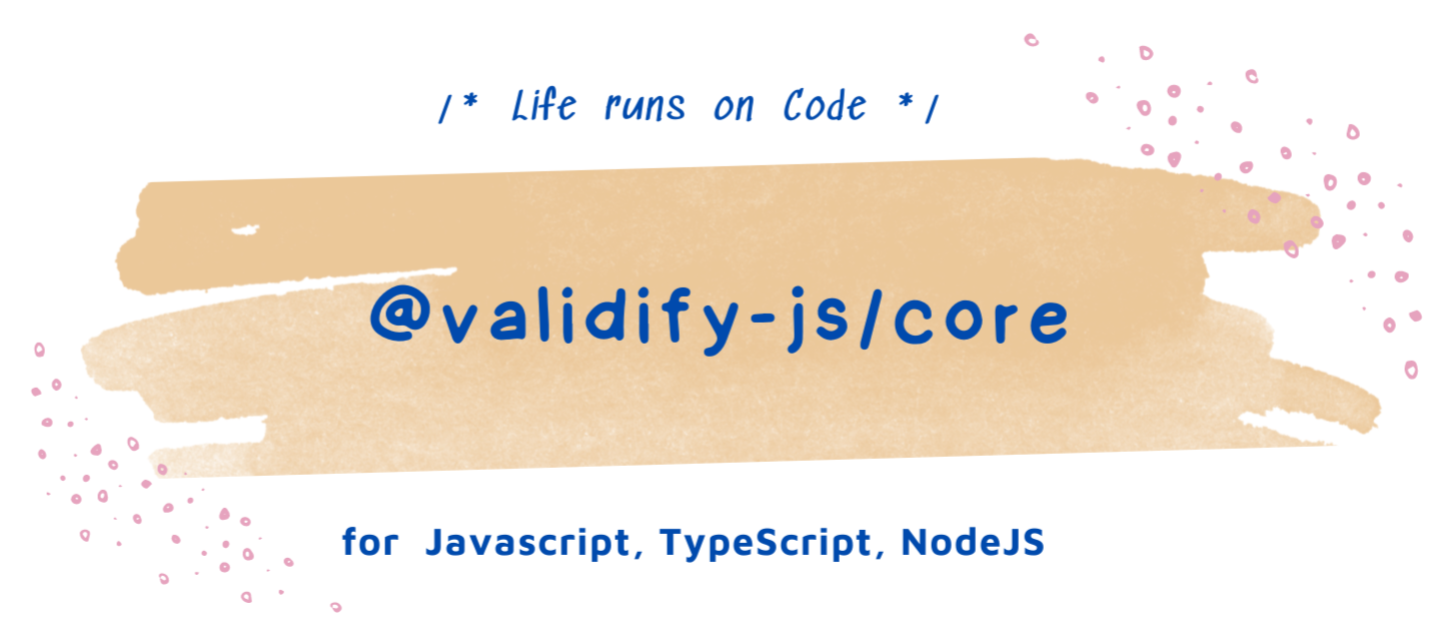 /* Life runs on Code */
@validify-js/core
for Javascript, TypeScript, NodeJS